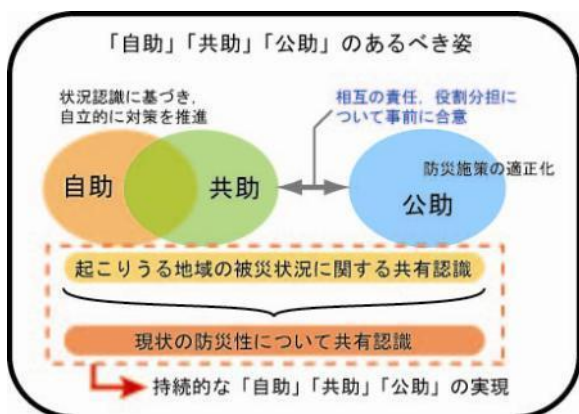 「自助」「共助」「公助」のあるべき姿
状況認識に基づき，
自立的に対策を推進
相互の責任，役割分担に
ついて事前に合意
自助
共助
防災施策の適正化
公助
起こりうる地域の被災状況に関する共有認識
現状の防災性について共有認識
持続的な「自助」「共助」「公助」の実現